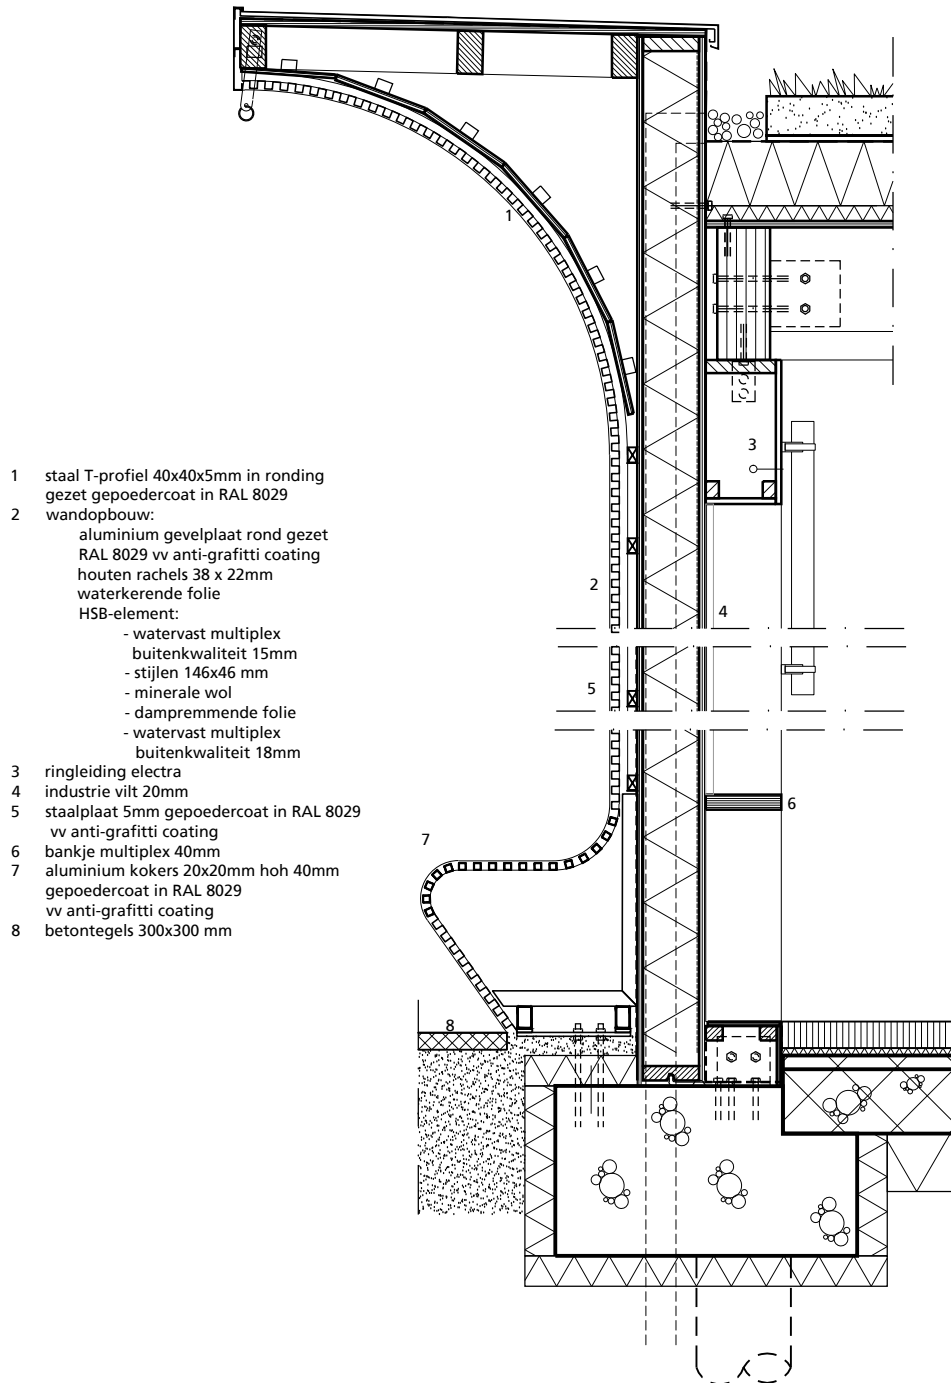 1 staal T-profiel 40x40x5mm in ronding
gezet gepoedercoat in RAL 8029
2 wandopbouw:
aluminium gevelplaat rond gezet
RAL 8029 vv anti-grafitti coating
houten rachels 38 x 22mm
waterkerende folie
HSB-element:
- watervast multiplex
buitenkwaliteit 15mm
- stijlen 146x46 mm
- minerale wol
- dampremmende folie
- watervast multiplex
buitenkwaliteit 18mm
3 ringleiding electra
4 industrie vilt 20mm
5 staalplaat 5mm gepoedercoat in RAL 8029
vv anti-grafitti coating
6 bankje multiplex 40mm
7 aluminium kokers 20x20mm hoh 40mm
gepoedercoat in RAL 8029
vv anti-grafitti coating
8 betontegels 300x300 mm
1
3
2
4
5
6
7
8